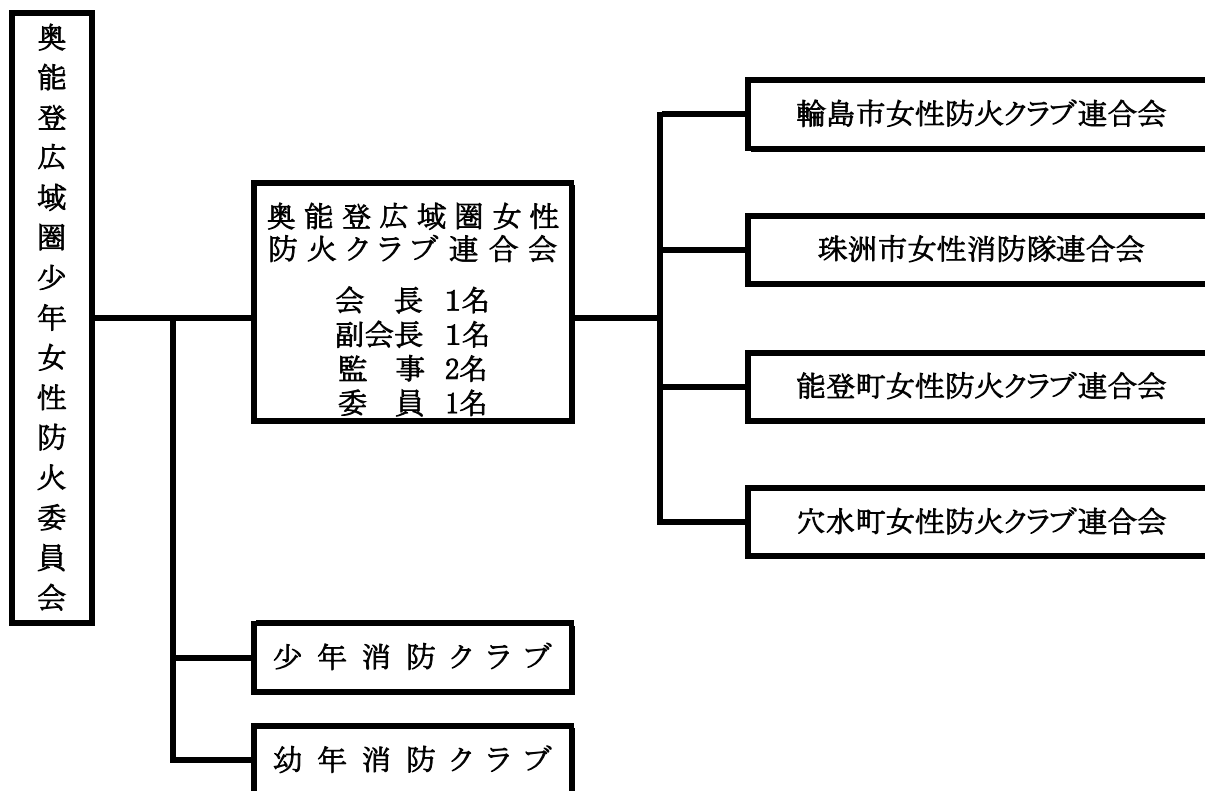 奥能登広域圏少年女性防火委員会
奥能登広域圏女性
防火クラブ連合会
会　長　1名
副会長　1名
監　事　2名
委　員　1名
輪島市女性防火クラブ連合会
珠洲市女性消防隊連合会
能登町女性防火クラブ連合会
穴水町女性防火クラブ連合会
少年消防クラブ
幼年消防クラブ